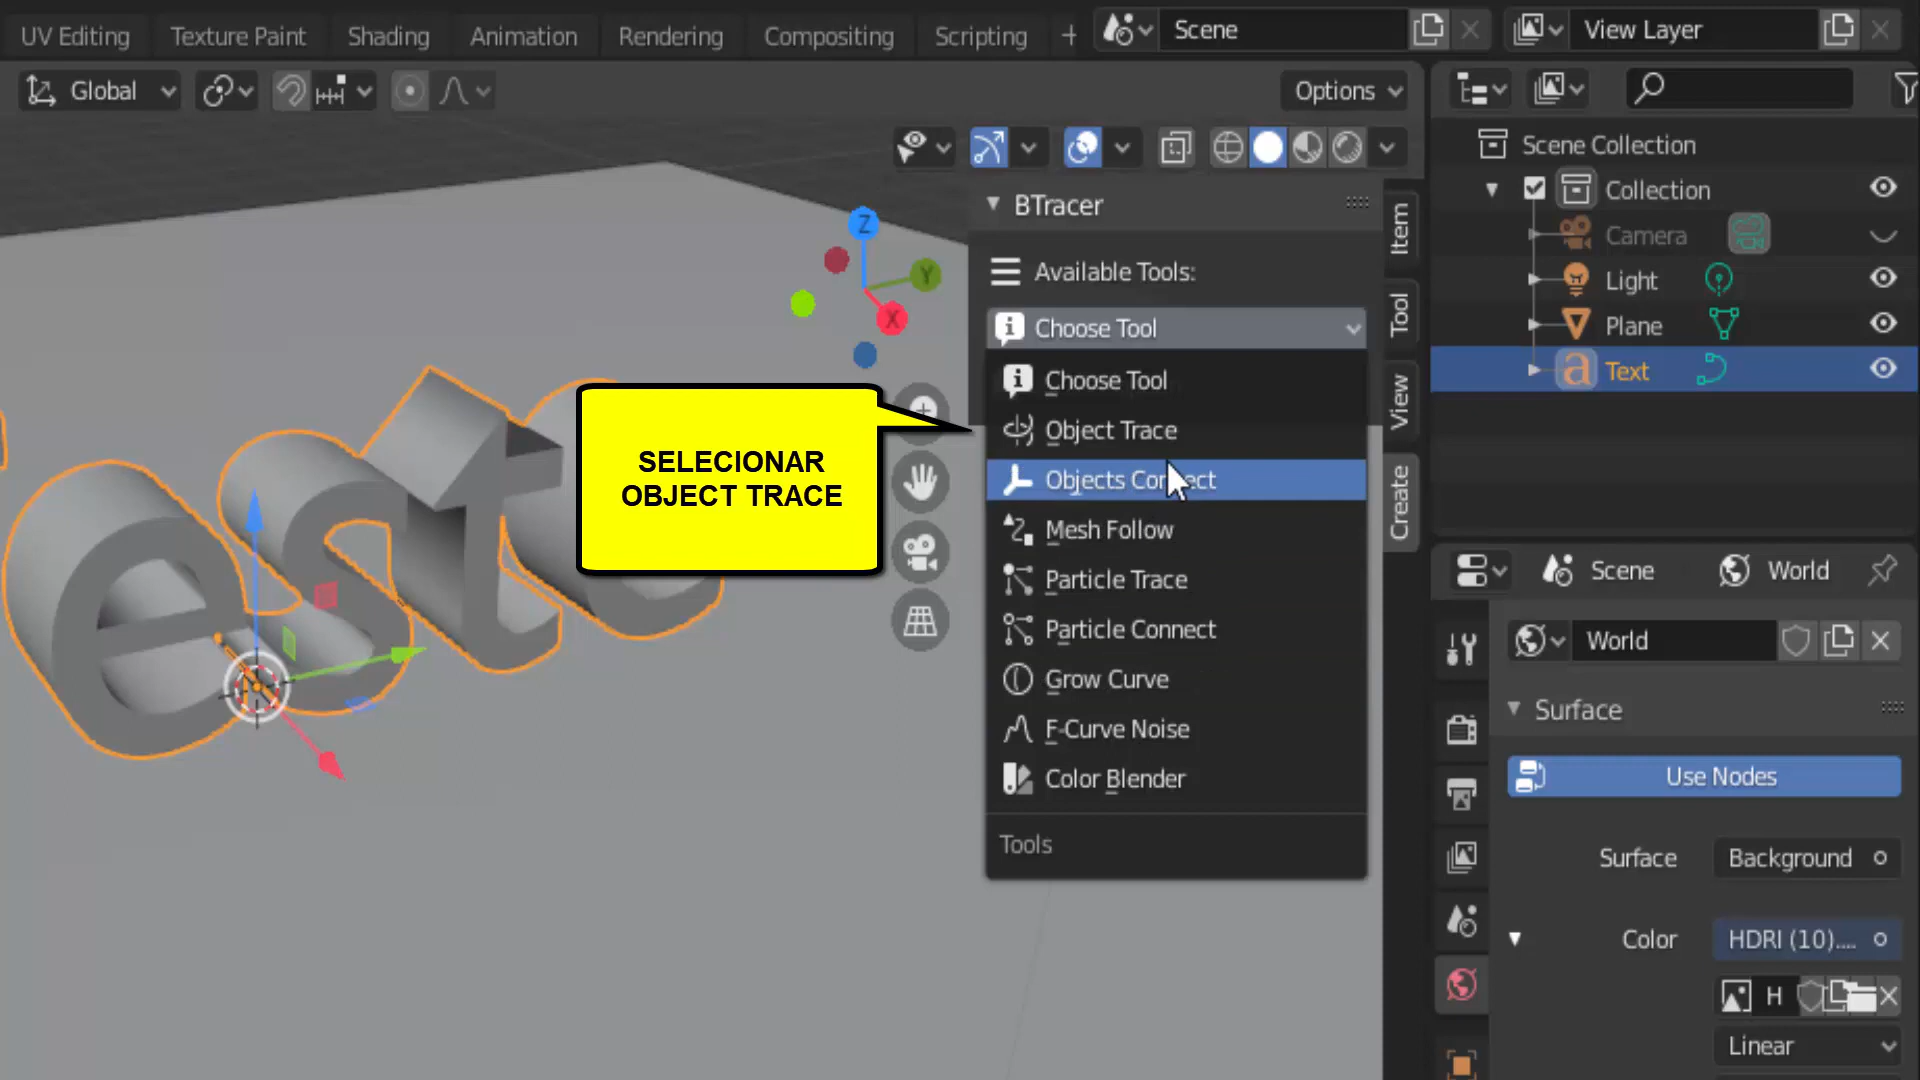 UV Editing
Texture Paint
Shading
Animation
Rendering
Compositing
Scripting
+
Scene
View Layer
Global
Options
Scene Collection
Collection
Camera
Light
Plane
Text
BTracer
Available Tools:
Choose Tool
Choose Tool
Object Trace
Objects Connect
Mesh Follow
Particle Trace
Particle Connect
Grow Curve
F-Curve Noise
Color Blender
Tools
Item
Tool
View
Create
Z
Y
X
SELECIONAR
OBJECT TRACE
este
Scene
World
World
Surface
Use Nodes
Surface
Background
Color
HDRI (10)....
H
Linear